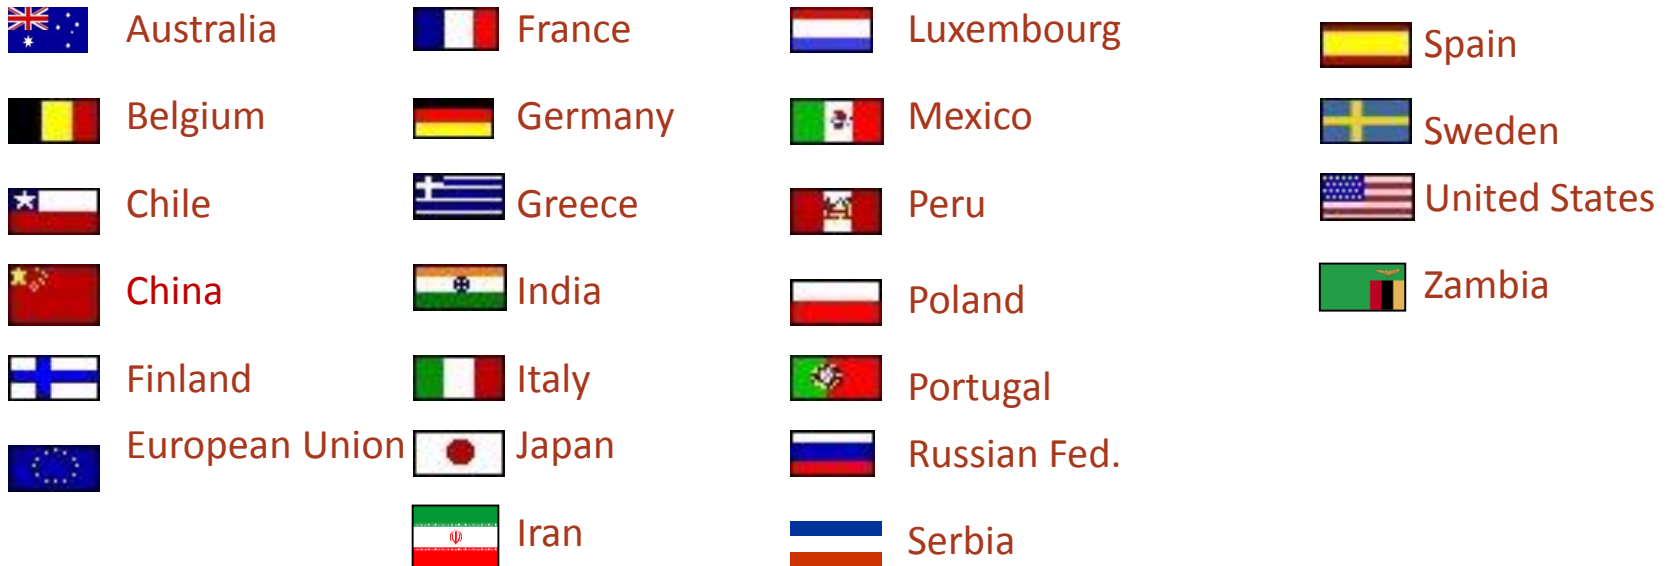 Australia
Belgium
Chile
China
Finland
European Union
France
Germany
Greece
India
Italy
Japan
Iran
Luxembourg
Mexico
Peru
Poland
Portugal
Russian Fed.
Serbia
Spain
Sweden
United States
Zambia